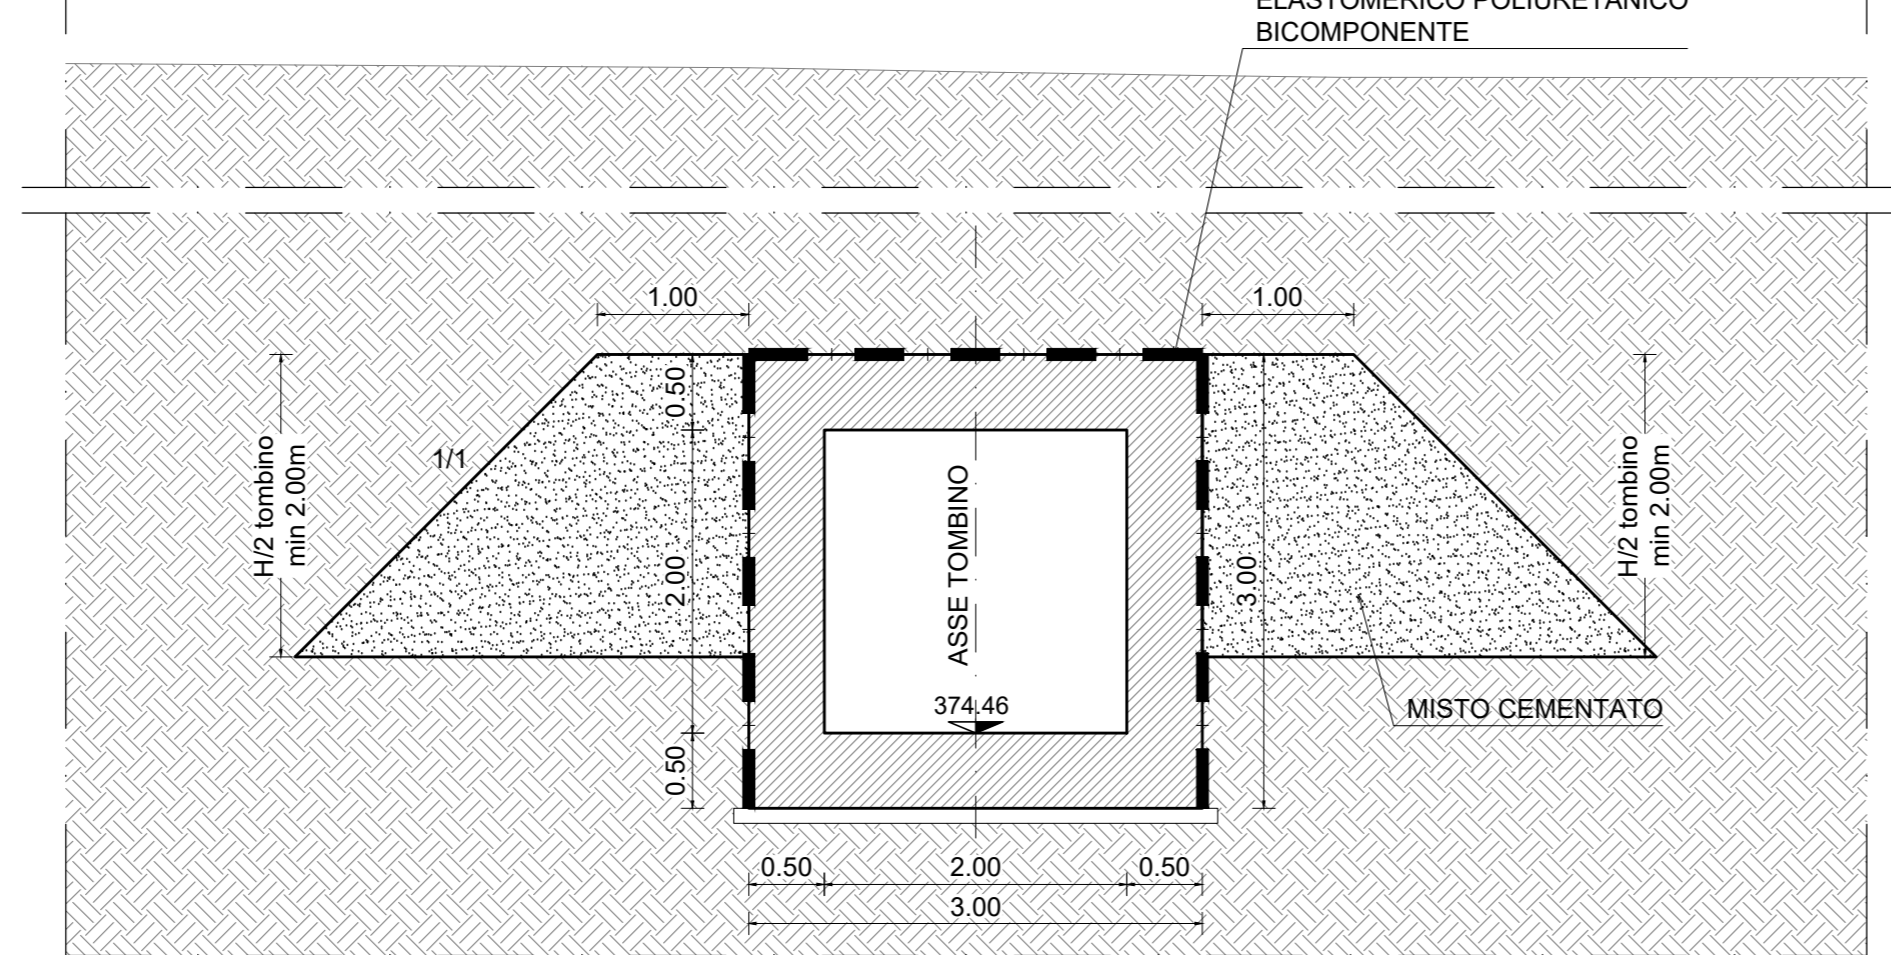 ELASTOMERICO POLIURETANICO
BICOMPONENTE
1.00
1.00
0.50
H/2 tombino
min 2.00m
1/1
ASSE TOMBINO
H/2 tombino
min 2.00m
2.00
3.00
374.46
MISTO CEMENTATO
0.50
0.50
2.00
0.50
3.00